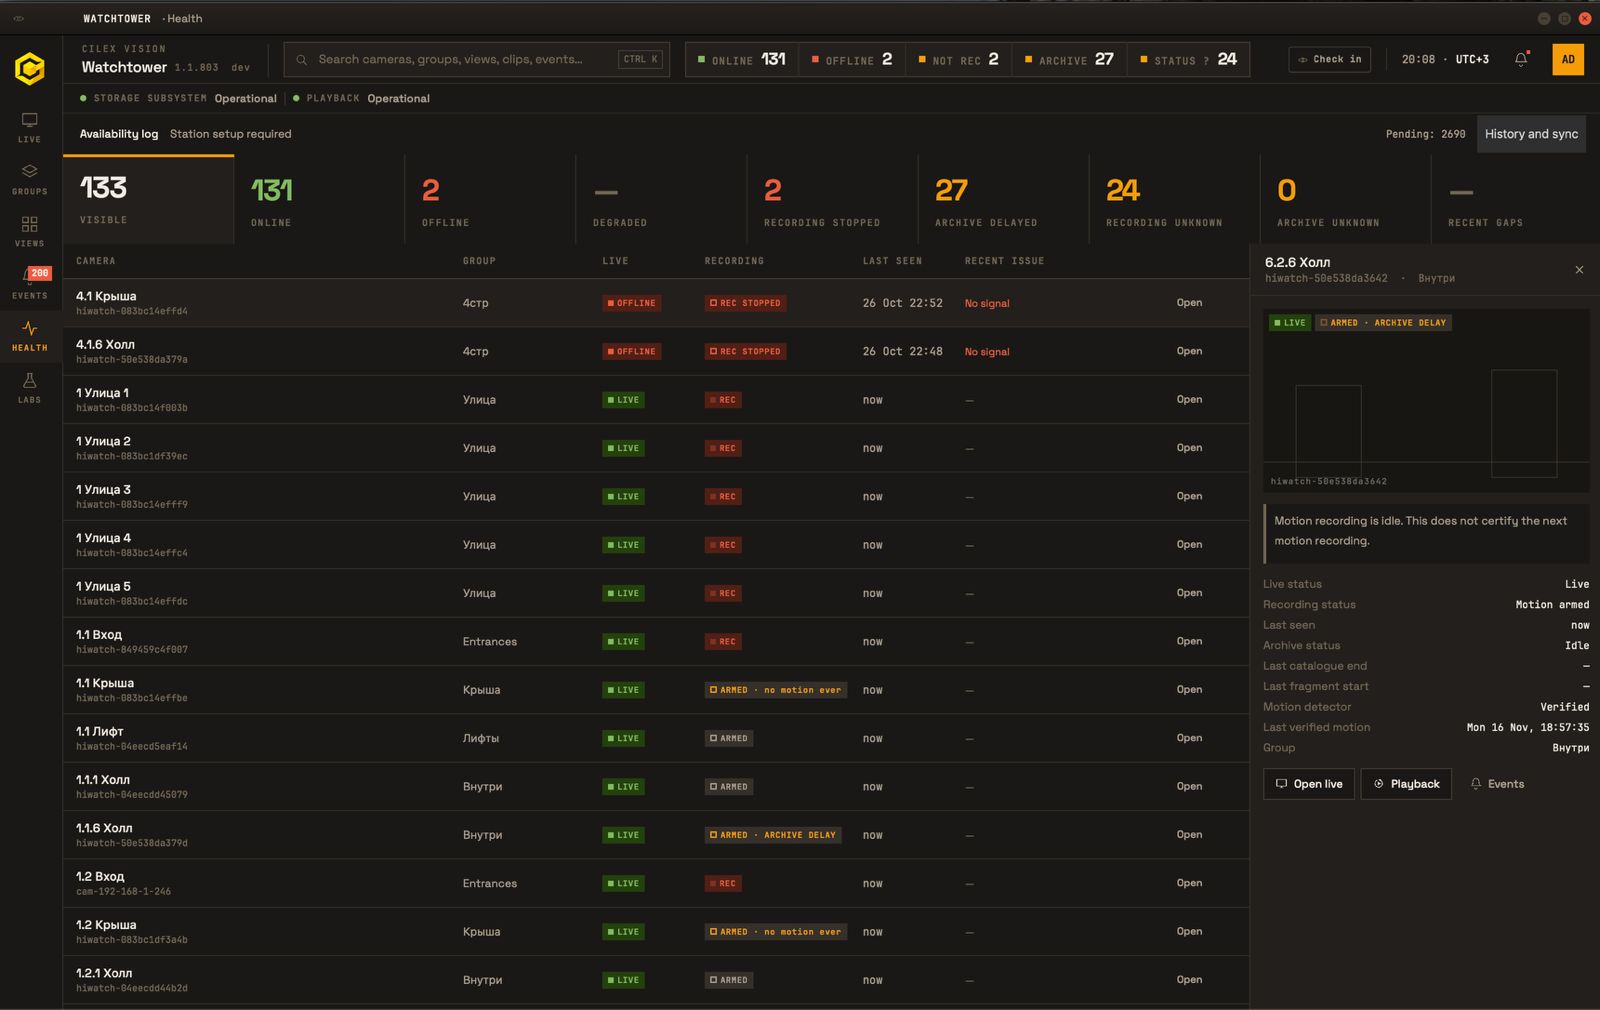 WATCHTOWER · Health
CILEX VISION
Watchtower 1.1.803 dev
Search cameras, groups, views, clips, events... CTRL K
ONLINE 131
OFFLINE 2
NOT REC 2
ARCHIVE 27
STATUS ? 24
Check in
20:08 · UTC+3
AD
STORAGE SUBSYSTEM Operational
PLAYBACK Operational
LIVE
GROUPS
VIEWS
200
EVENTS
HEALTH
LABS
Availability log Station setup required
Pending: 2690 History and sync
133 VISIBLE
131 ONLINE
2 OFFLINE
— DEGRADED
2 RECORDING STOPPED
27 ARCHIVE DELAYED
24 RECORDING UNKNOWN
0 ARCHIVE UNKNOWN
— RECENT GAPS
CAMERA GROUP LIVE RECORDING LAST SEEN RECENT ISSUE
4.1 Крыша 4стр OFFLINE REC STOPPED 26 Oct 22:52 No signal Open
hiwatch-083bc14effd4
4.1.6 Холл 4стр OFFLINE REC STOPPED 26 Oct 22:48 No signal Open
hiwatch-50e538da379a
1 Улица 1 Улица LIVE REC now — Open
hiwatch-083bc14f003b
1 Улица 2 Улица LIVE REC now — Open
hiwatch-083bc1df39ec
1 Улица 3 Улица LIVE REC now — Open
hiwatch-083bc14efff9
1 Улица 4 Улица LIVE REC now — Open
hiwatch-083bc14effc4
1 Улица 5 Улица LIVE REC now — Open
hiwatch-083bc14effdc
1.1 Вход Entrances LIVE REC now — Open
hiwatch-849459c4f007
1.1 Крыша Крыша LIVE ARMED · no motion ever now — Open
hiwatch-083bc14effbe
1.1 Лифт Лифты LIVE ARMED now — Open
hiwatch-04eecd5eaf14
1.1.1 Холл Внутри LIVE ARMED now — Open
hiwatch-04eecdd45079
1.1.6 Холл Внутри LIVE ARMED · ARCHIVE DELAY now — Open
hiwatch-50e538da379d
1.2 Вход Entrances LIVE REC now — Open
cam-192-168-1-246
1.2 Крыша Крыша LIVE ARMED · no motion ever now — Open
hiwatch-083bc1df3a4b
1.2.1 Холл Внутри LIVE ARMED now — Open
hiwatch-04eecdd44b2d
6.2.6 Холл
hiwatch-50e538da3642 · Внутри
LIVE ARMED · ARCHIVE DELAY
hiwatch-50e538da3642
Motion recording is idle. This does not certify the next
motion recording.
Live status Live
Recording status Motion armed
Last seen now
Archive status Idle
Last catalogue end —
Last fragment start —
Motion detector Verified
Last verified motion Mon 16 Nov, 18:57:35
Group Внутри
Open live Playback Events